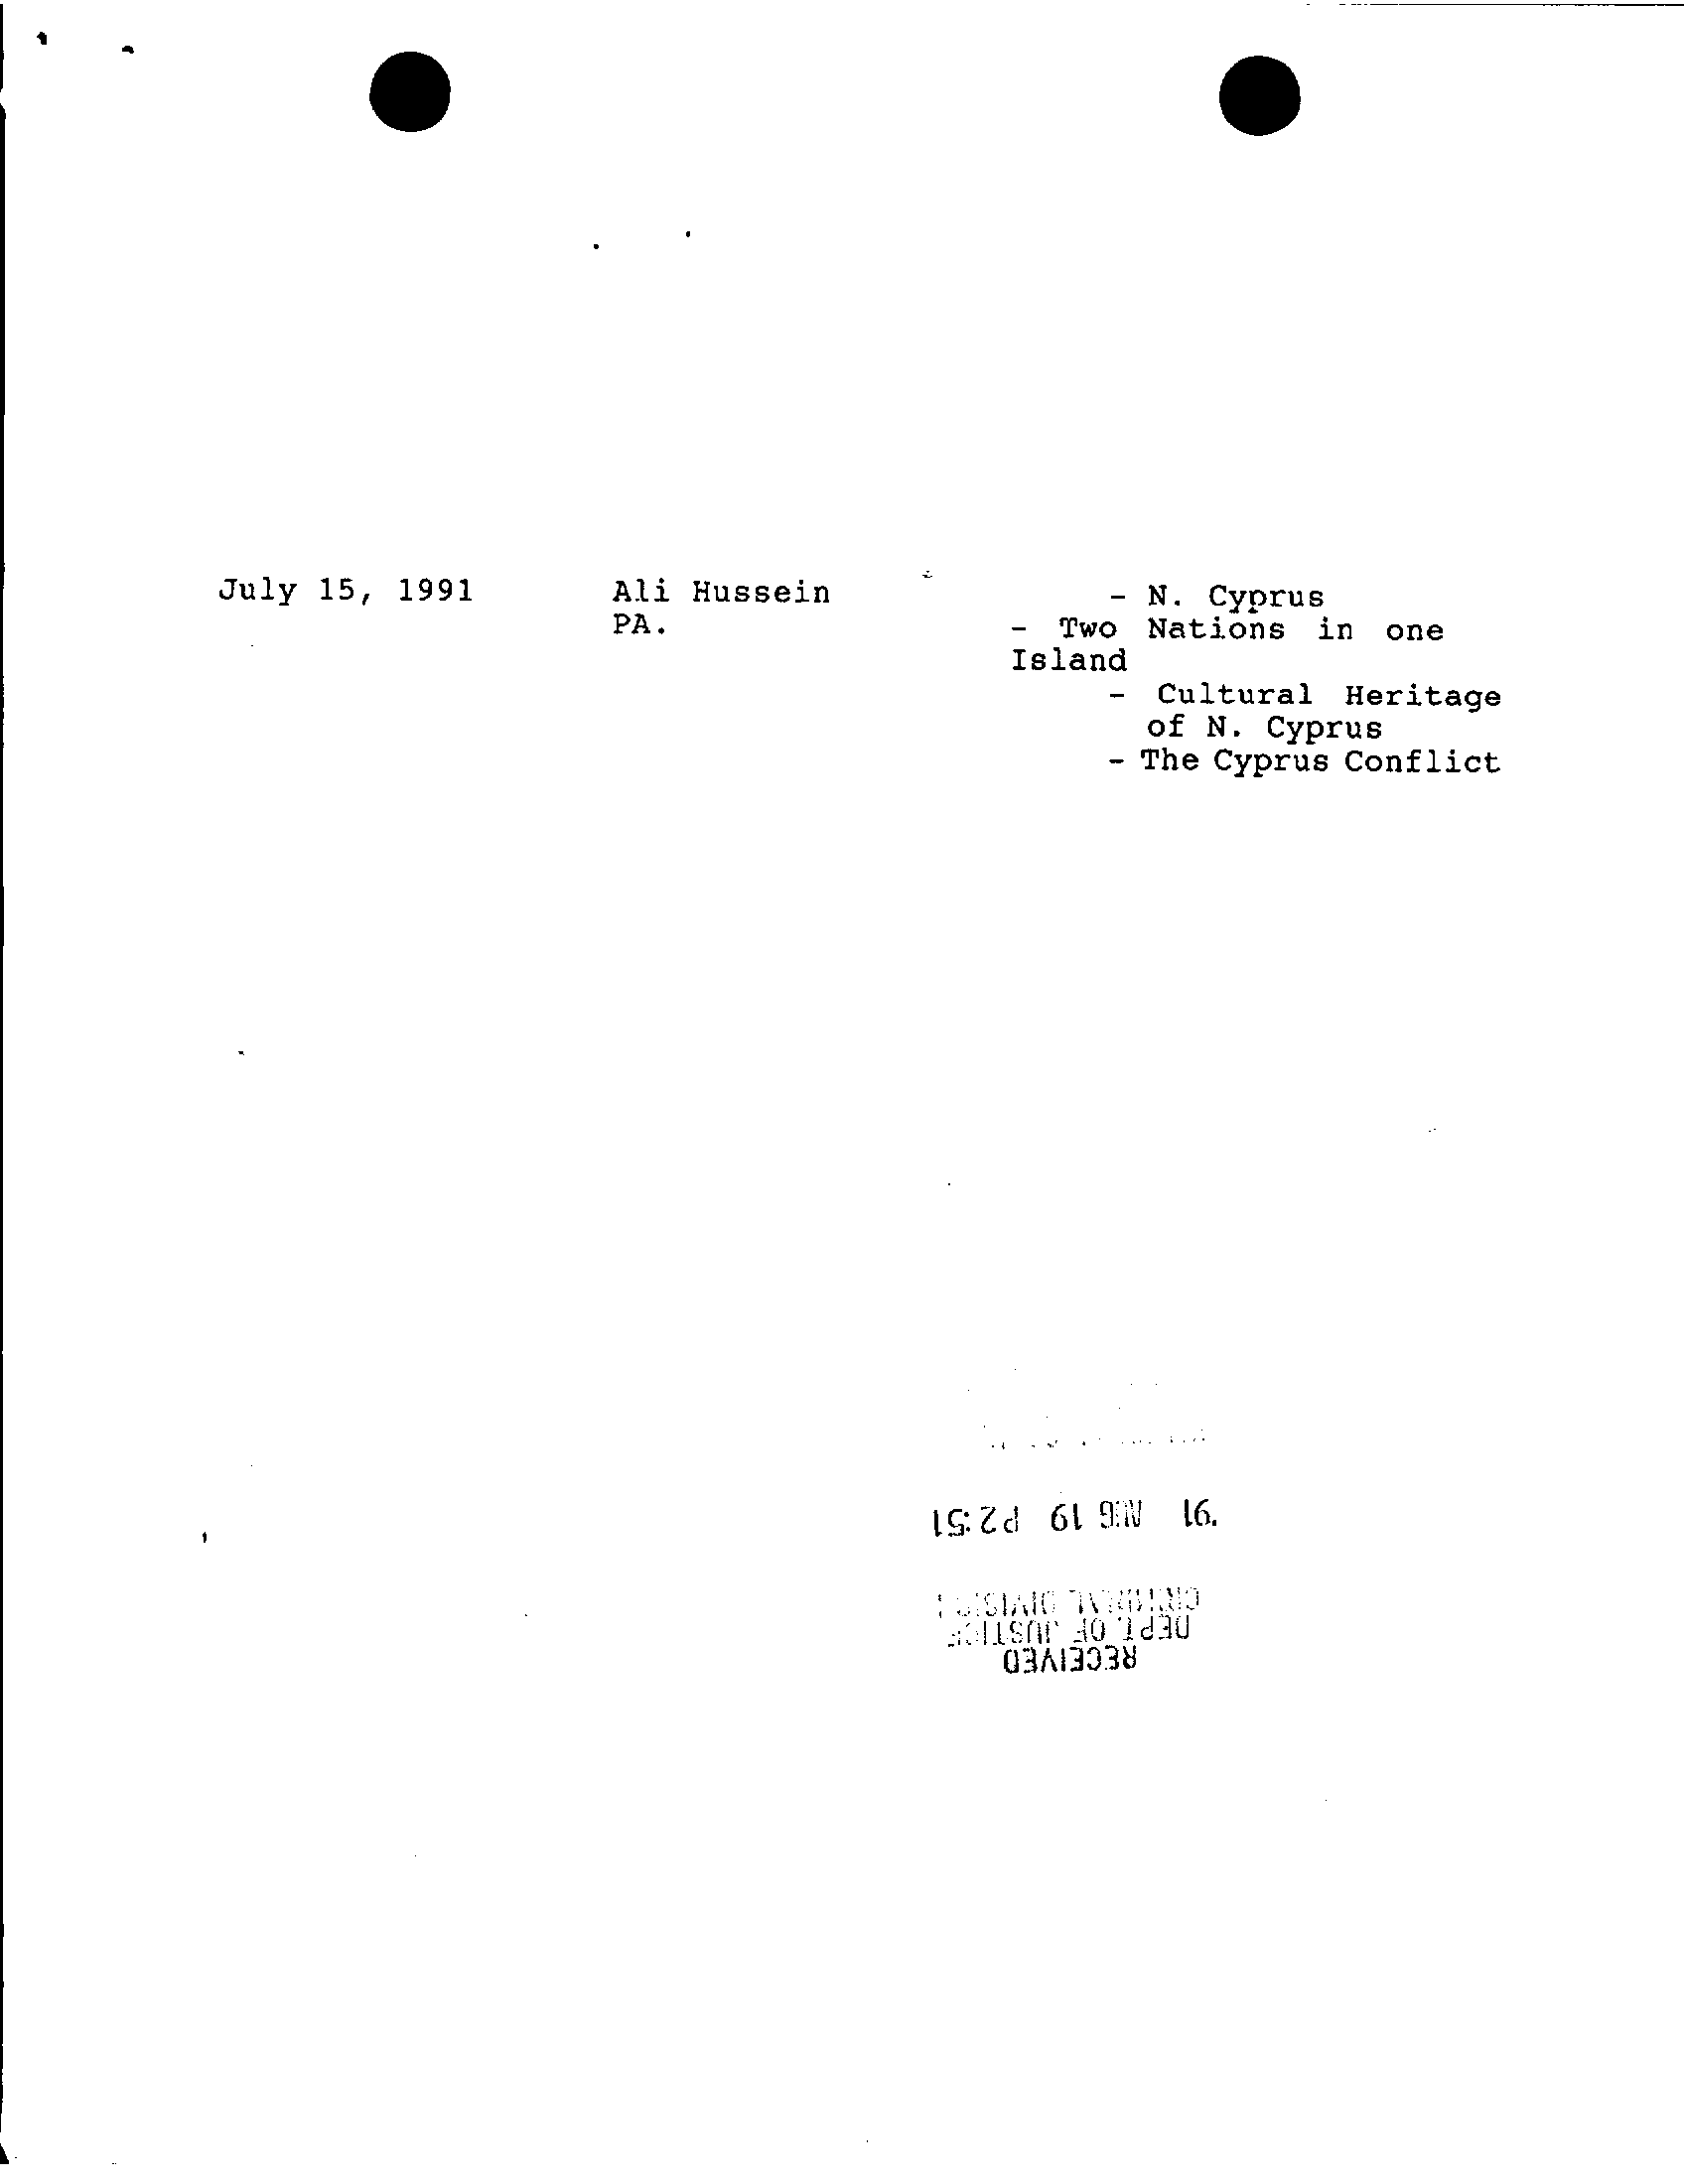 July 15, 1991 Ali Hussein - N. Cyprus
PA. - Two Nations in one
Island
- Cultural Heritage
of N. Cyprus
- The Cyprus Conflict
RECEIVED
DEPT. OF JUSTICE
CRIMINAL DIVISION
'91 AUG 19 P2:51